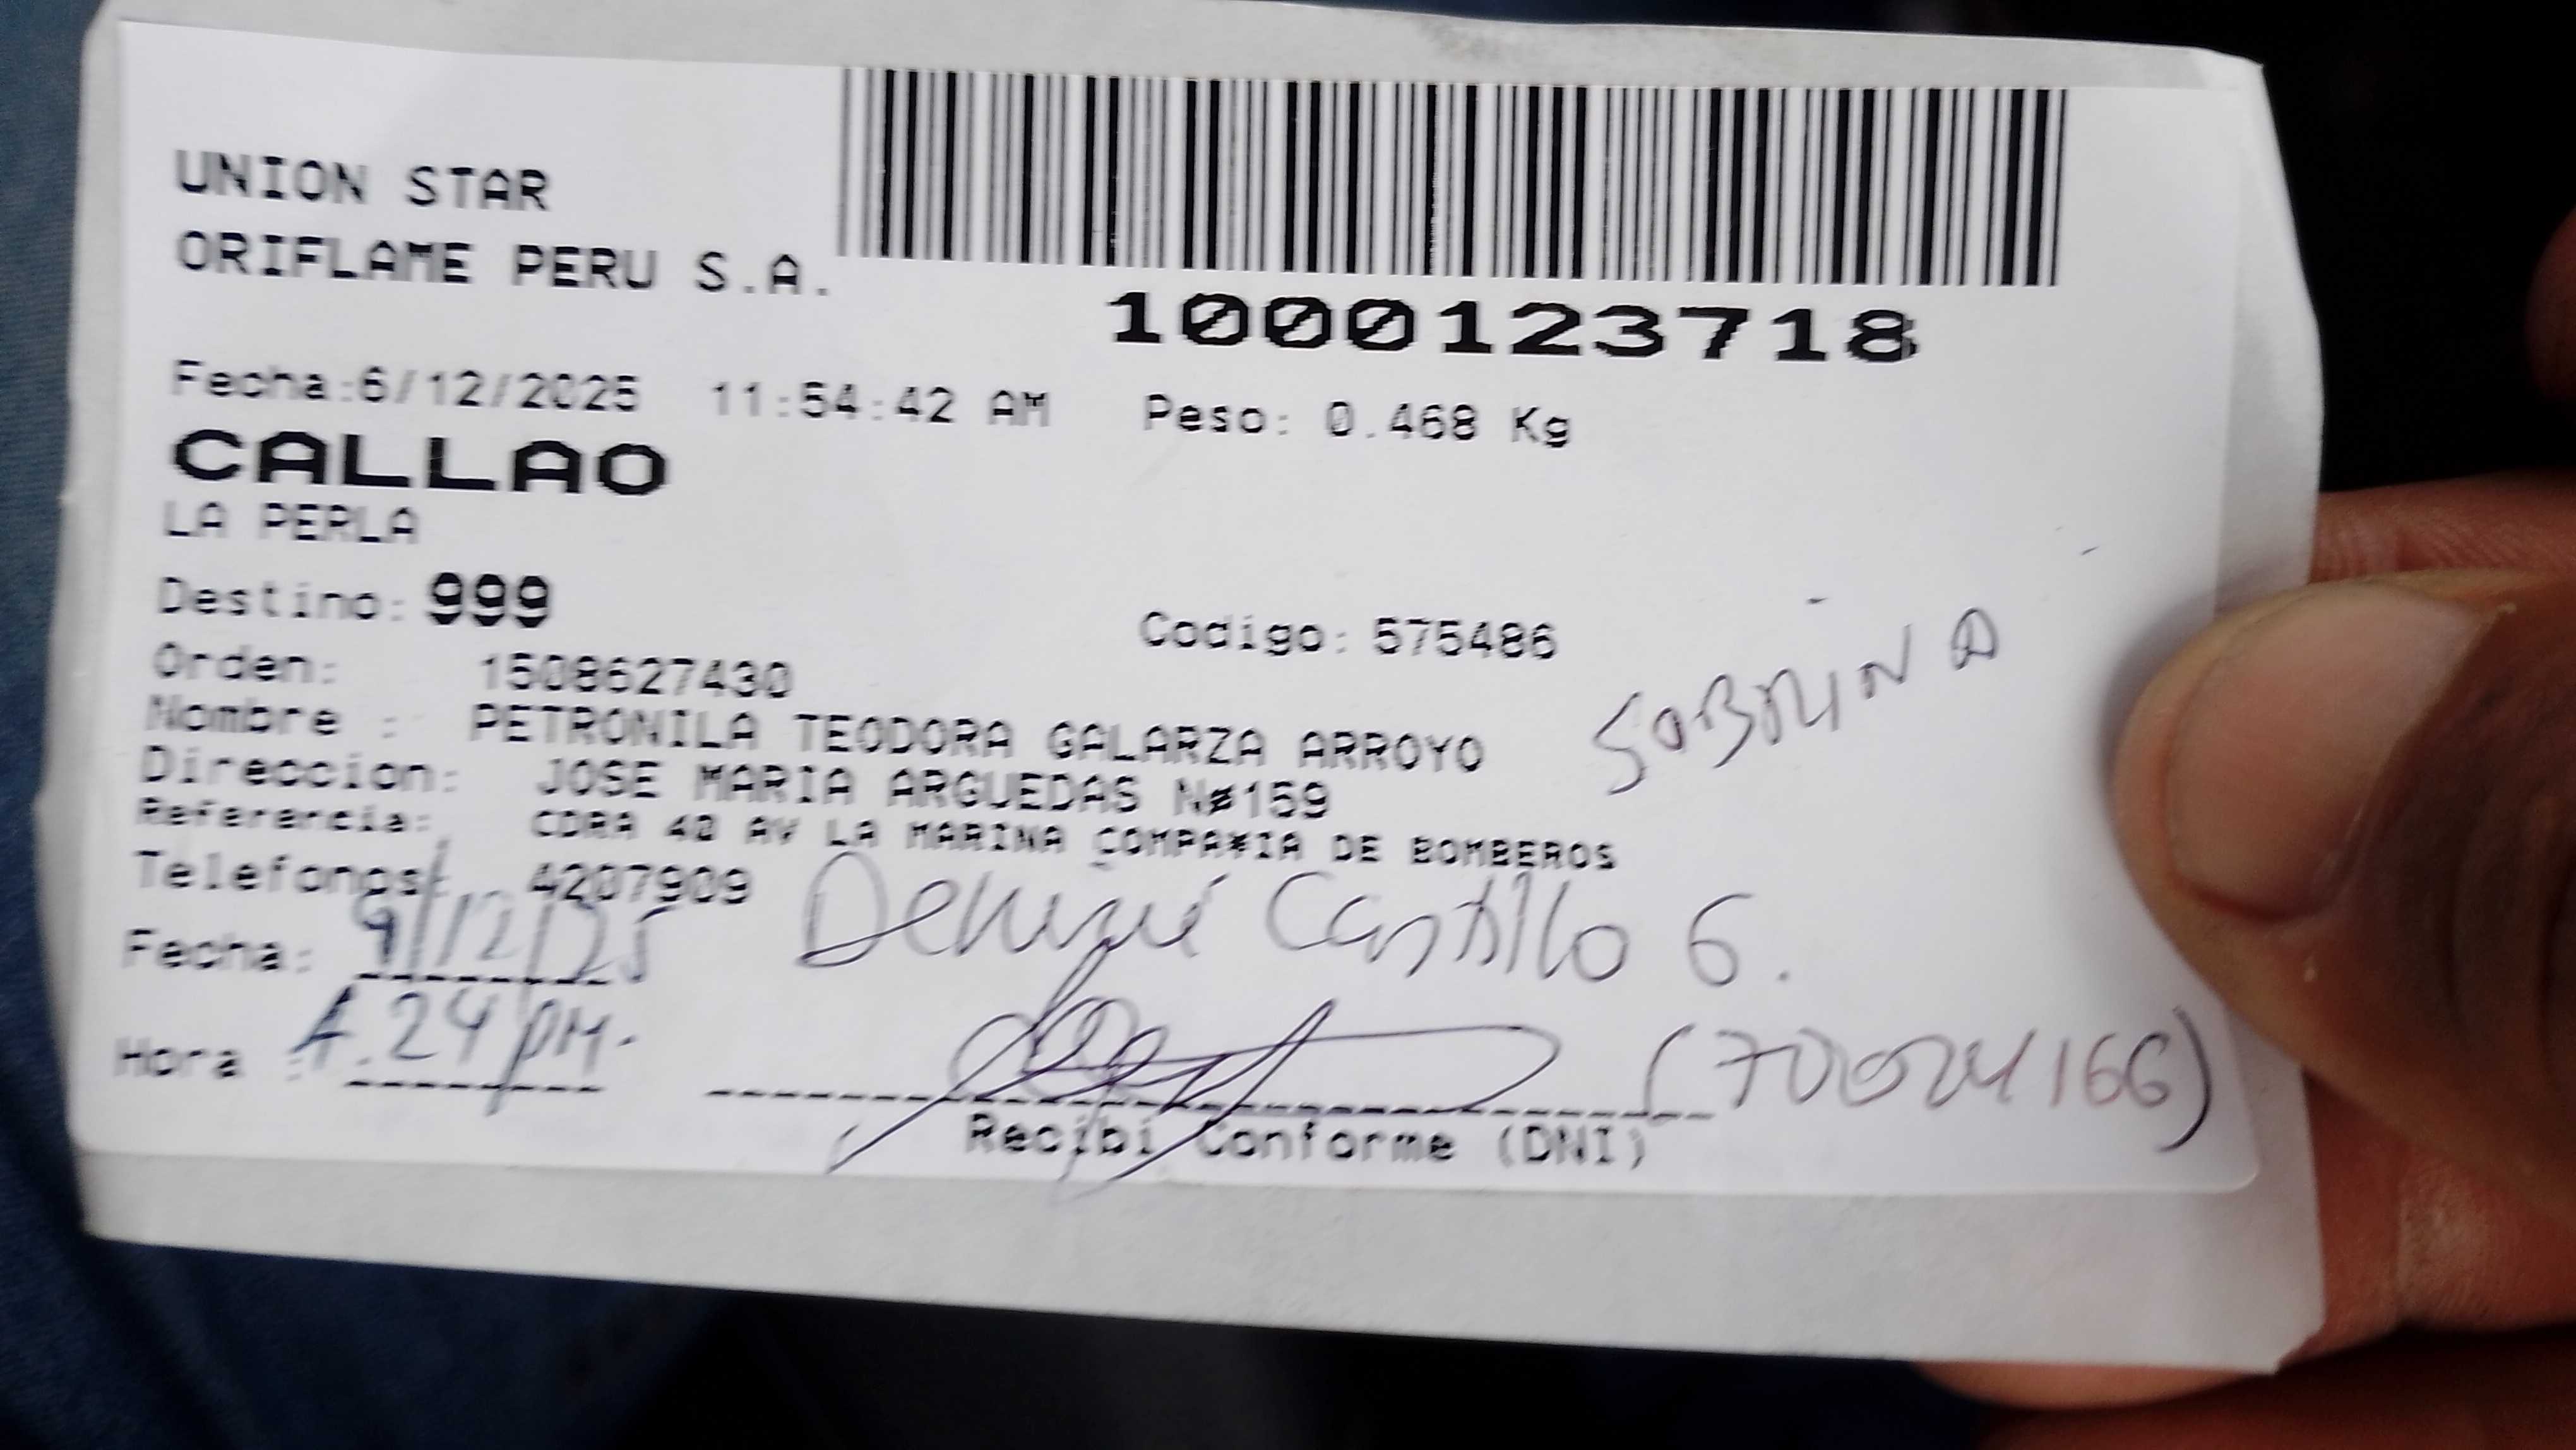 UNION STAR
ORIFLAME PERU S.A.
1000123718
Fecha:6/12/2025 11:54:42 AM Peso: 0.468 Kg
CALLAO
LA PERLA
Destino: 999
Codigo: 575486
Orden: 1508627430
SOBRINA
Nombre : PETRONILA TEODORA GALARZA ARROYO
Direccion: JOSE MARIA ARGUEDAS Nø159
Referencia: CDRA 40 AV LA MARINA COMPA¥IA DE BOMBEROS
Telefonos: 4207909
Castillo G.
Fecha: 9/12/25
Hora : 4.24 pm.
Recibi Conforme (DNI)